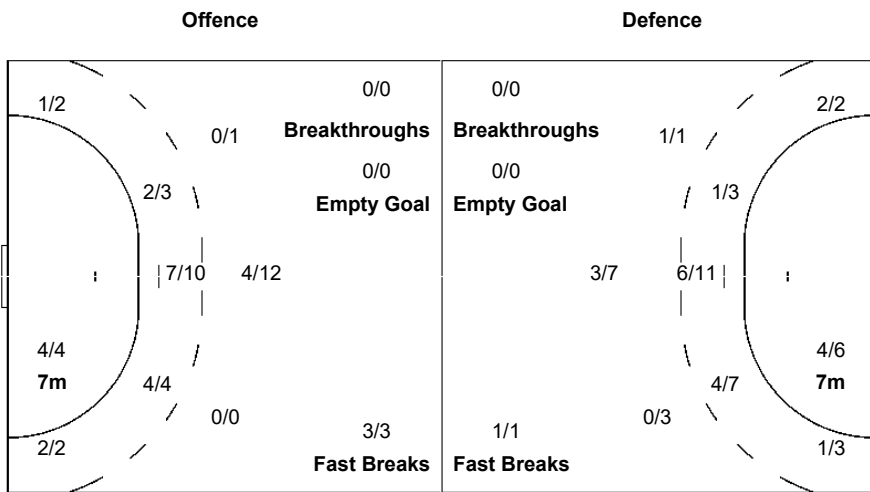 Offence Defence
0/0 0/0
1/2 2/2
Breakthroughs Breakthroughs
0/1 1/1
0/0 0/0
2/3 1/3
Empty Goal Empty Goal
7/10 4/12 3/7 6/11
4/4 4/6
7m 7m
4/4 4/7
0/0 0/3
3/3 1/1
2/2 1/3
Fast Breaks Fast Breaks